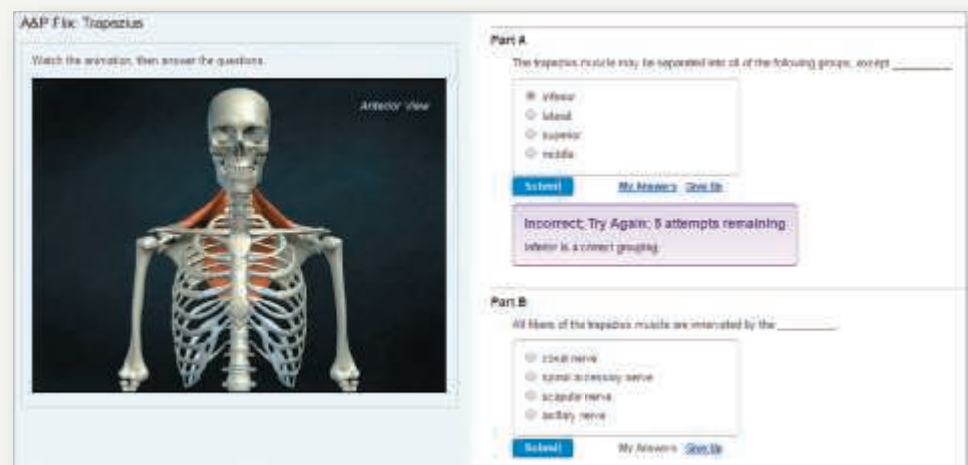 A&P Flix: Trapezius
Watch the animation, then answer the questions.
Anterior View
Part A
The trapezius muscle may be separated into all of the following groups, except __________
inferior
lateral
superior
middle
Submit My Answers Give Up
Incorrect; Try Again; 5 attempts remaining
Inferior is a correct grouping.
Part B
All fibers of the trapezius muscle are innervated by the __________.
spinal accessory nerve
scapular nerve
axillary nerve
Submit My Answers Give Up